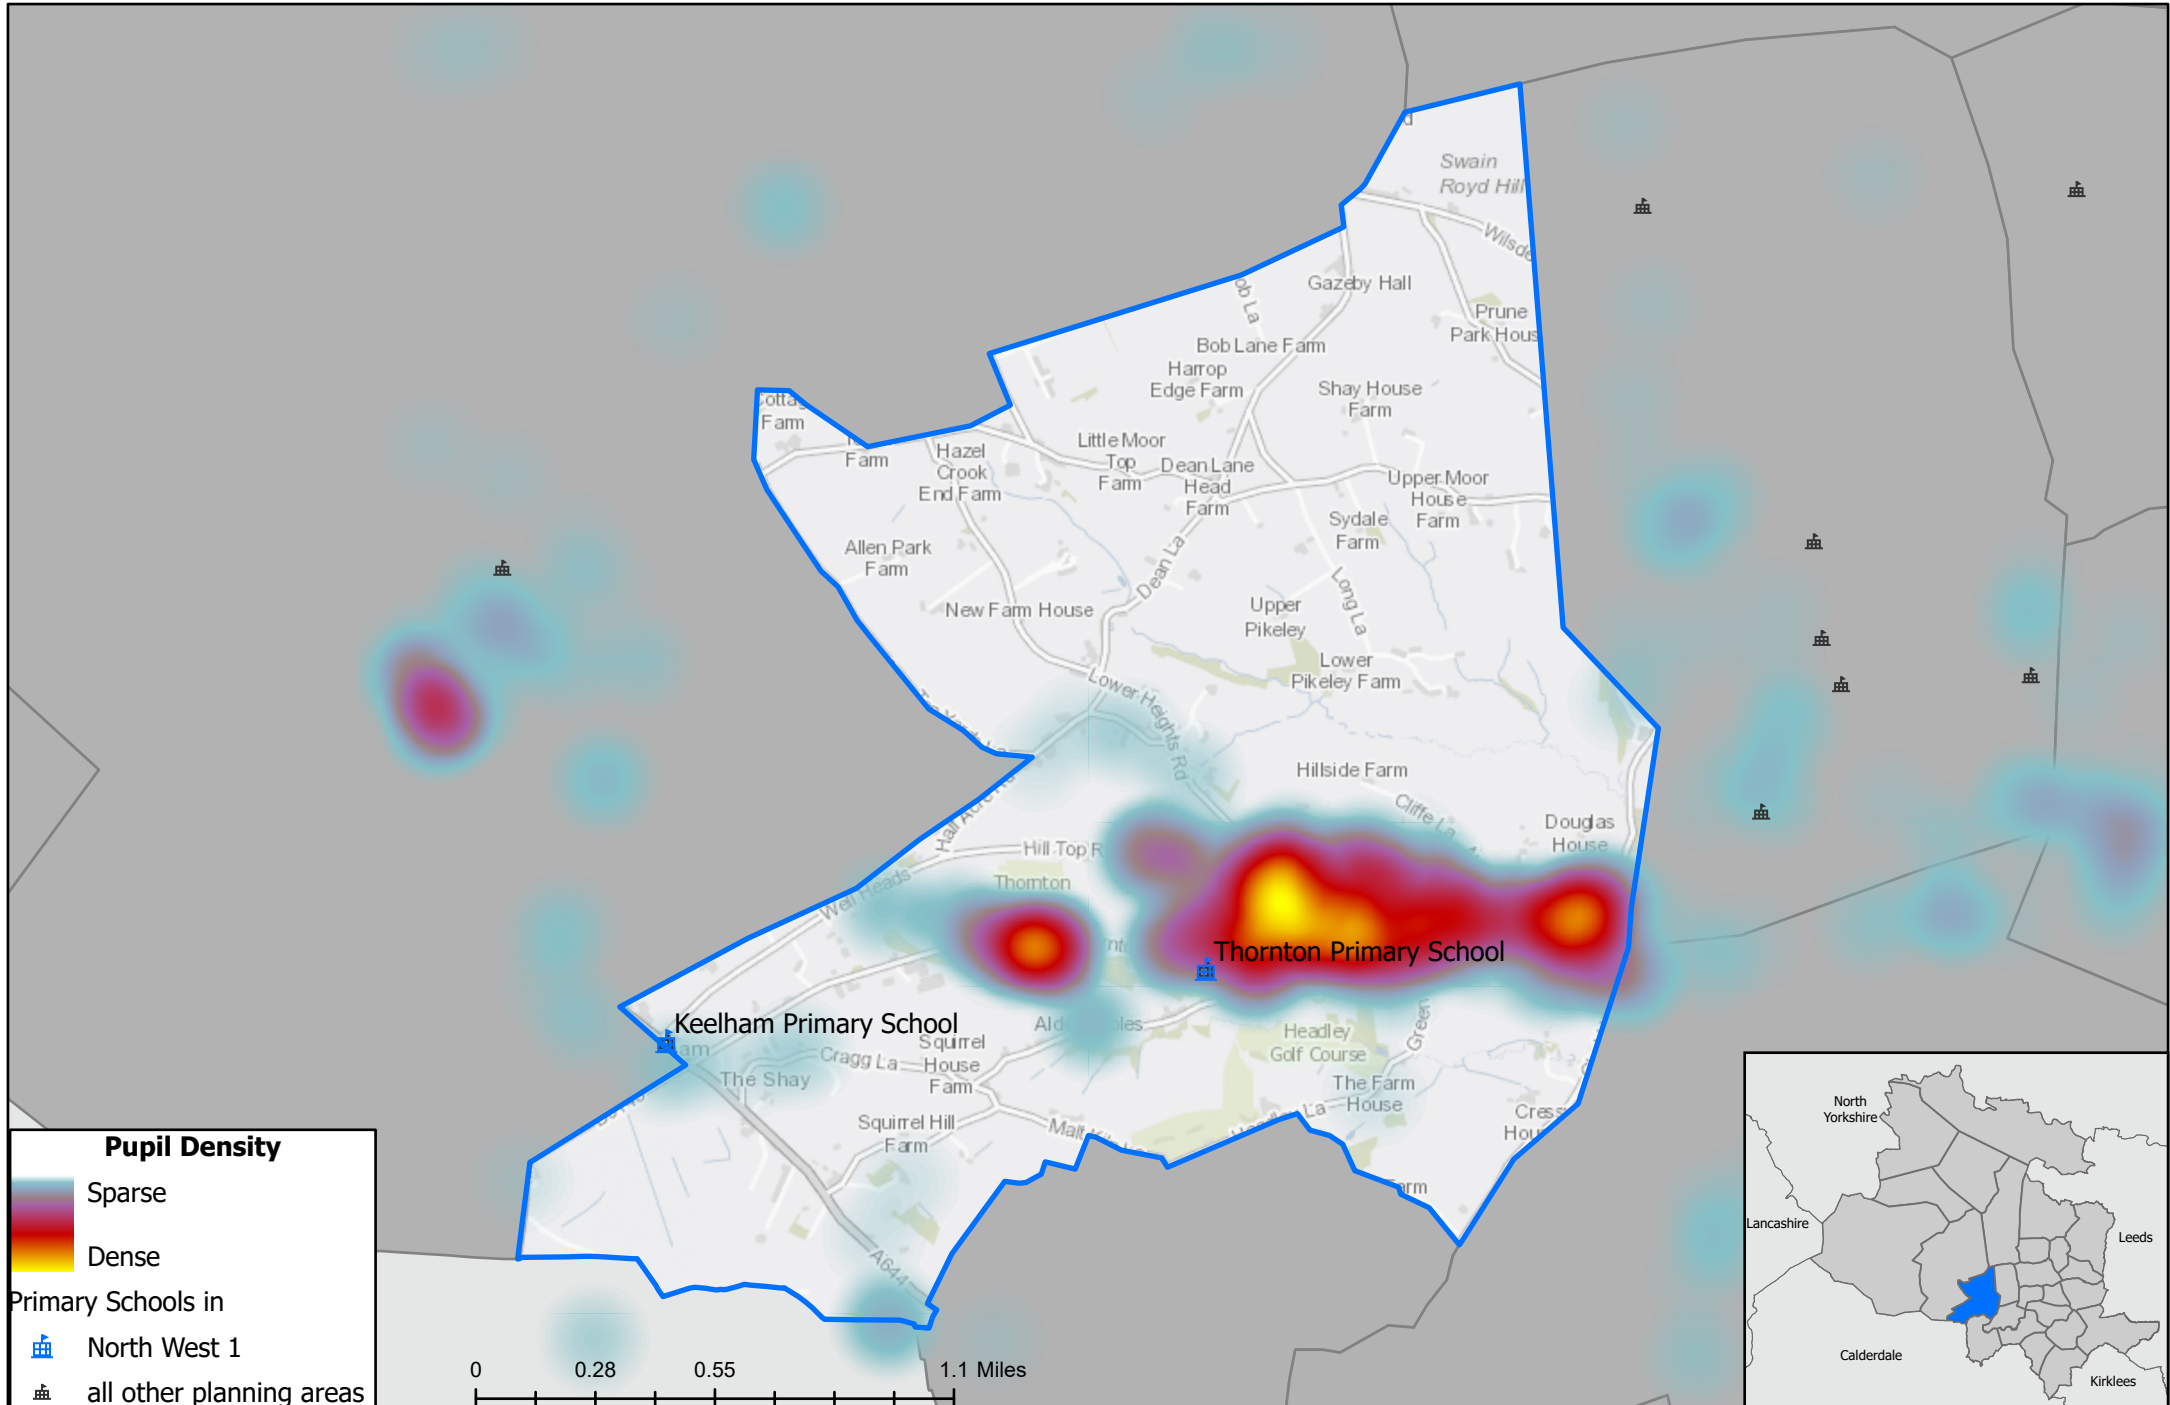 Swain
Royd Hill
Gazeby Hall
Prune
Bob Lane Farm
Harrop
Edge Farm
Shay House
Farm
Farm
Farm
Hazel
Crook
End Farm
Little Moor
Top
Farm
Dean Lane
Head
Farm
Upper Moor
House
Farm
Sydale
Farm
Allen Park
Farm
Dean La
Long La
New Farm House
Upper
Pikeley
Lower
Pikeley Farm
Lower Heights Rd
Hillside Farm
Cliffe La
Douglas
House
Hill Top R
Well Heads
Thornton
Thornton Primary School
Keelham Primary School
Squirrel
House
Farm
Cragg La
The Shay
Headley
Golf Course
Green
The Farm
House
Squirrel Hill
Farm
A644
Pupil Density
Sparse
Dense
Primary Schools in
North West 1
all other planning areas
0 0.28 0.55 1.1 Miles
North
Yorkshire
Lancashire
Leeds
Calderdale
Kirklees